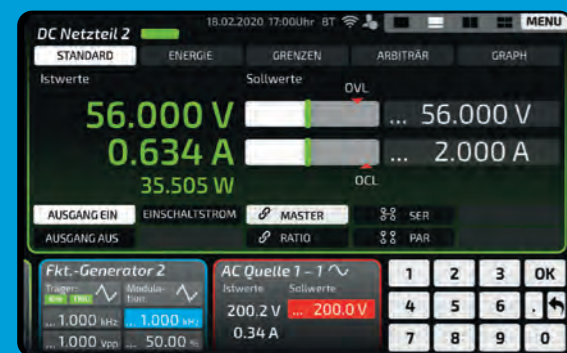 18.02.2020 17:00Uhr BT MENU
DC Netzteil 2
STANDARD ENERGIE GRENZEN ARBITRÄR GRAPH
Istwerte Sollwerte OVL
56.000 V ... 56.000 V
0.634 A ... 2.000 A
35.505 W OCL
AUSGANG EIN EINSCHALTSTROM MASTER SER
AUSGANG AUS RATIO PAR
Fkt.-Generator 2 AC Quelle 1 – 1 1 2 3 OK
Träger: Modula-tion: Istwerte Sollwerte
200.2 V ... 200.0 V 4 5 6 .
... 1.000 kHz ... 1.000 kHz 0.34 A
... 1.000 Vpp ... 50.00 % 7 8 9 0